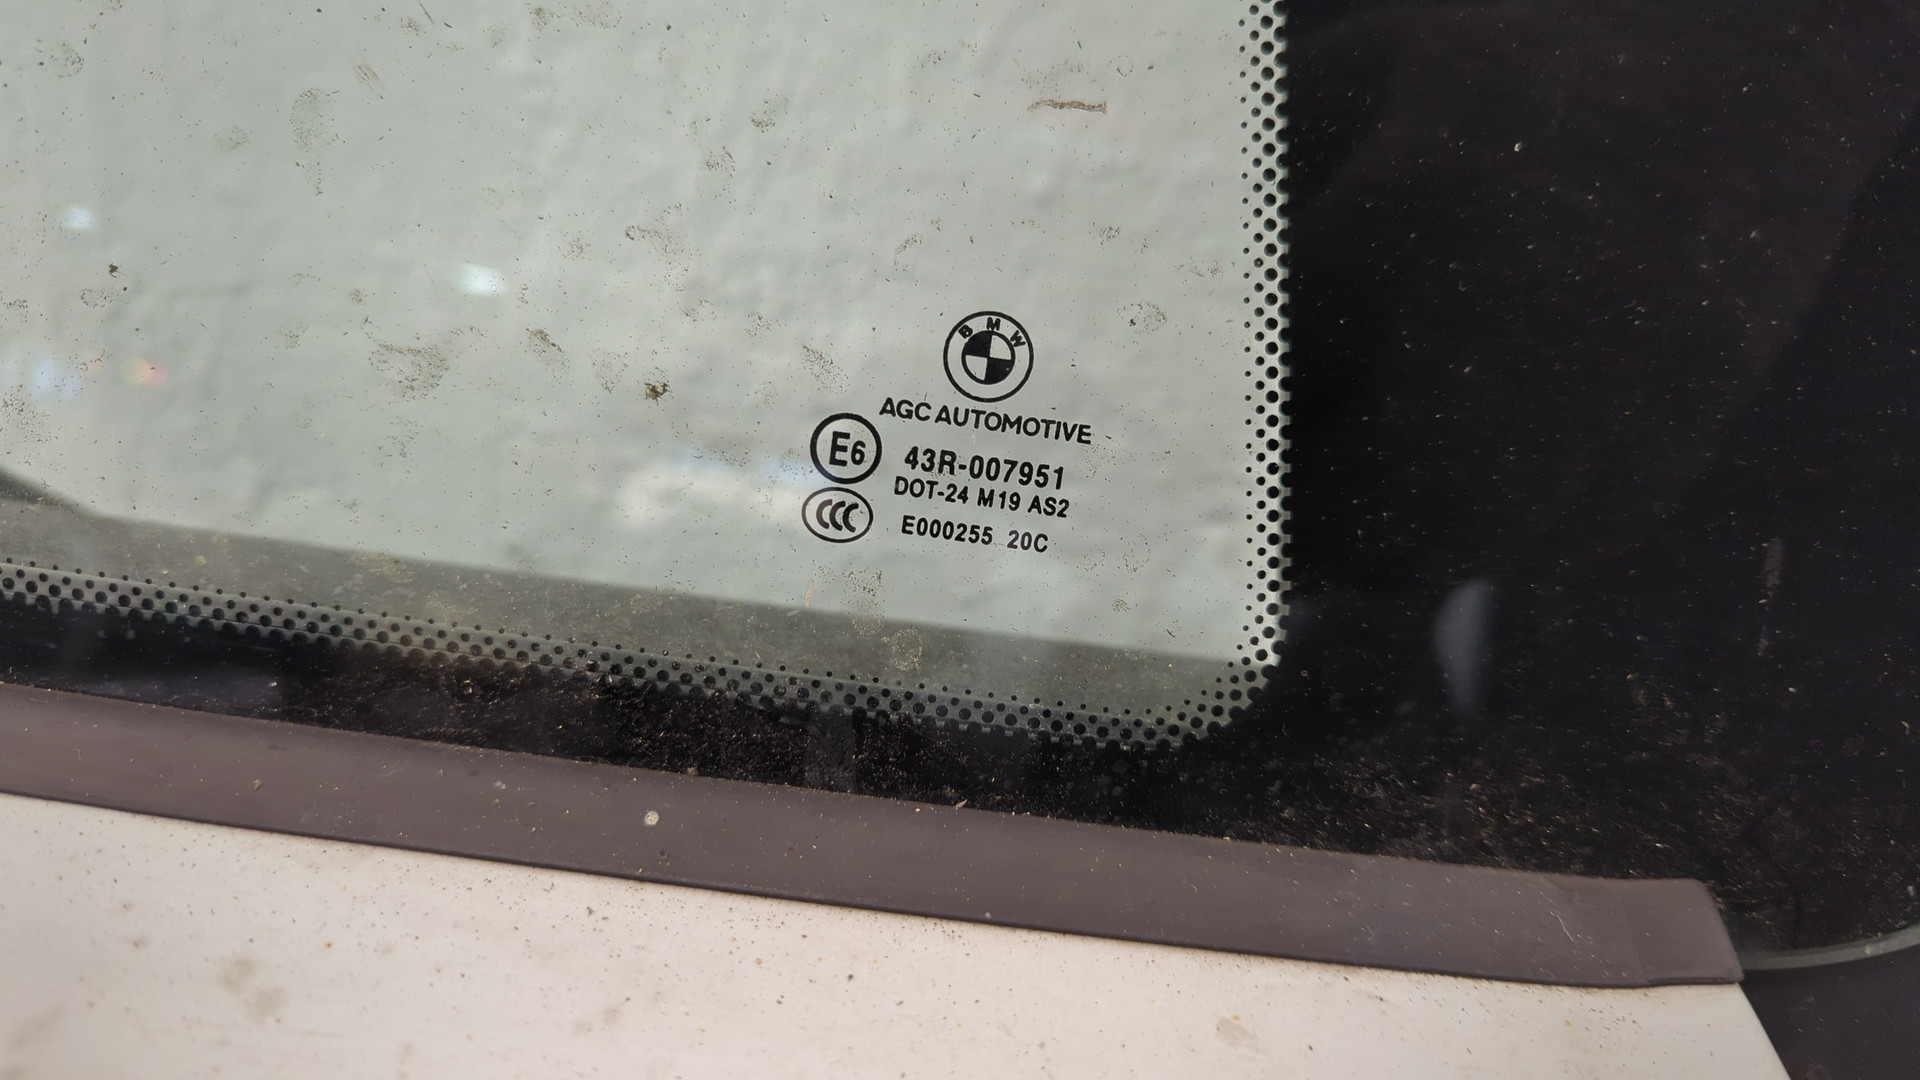 BMW
AGC AUTOMOTIVE
E6 43R-007951
DOT-24 M19 AS2
CCC E000255 20C